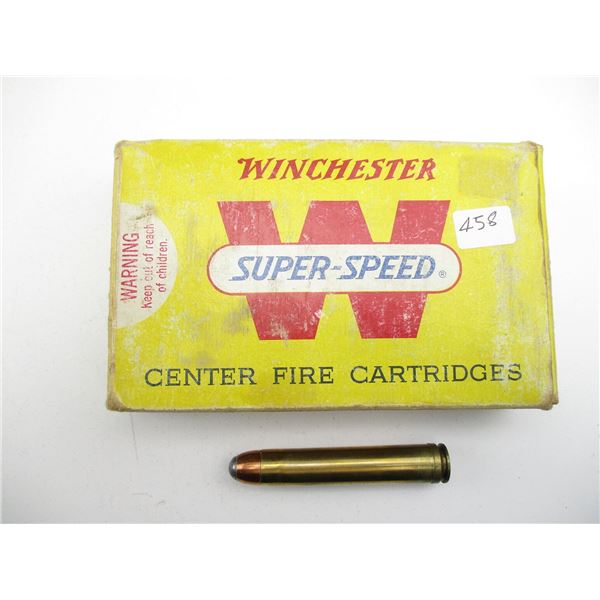 WINCHESTER
W
458
SUPER-SPEED®
WARNING
Keep out of reach
of children.
CENTER FIRE CARTRIDGES